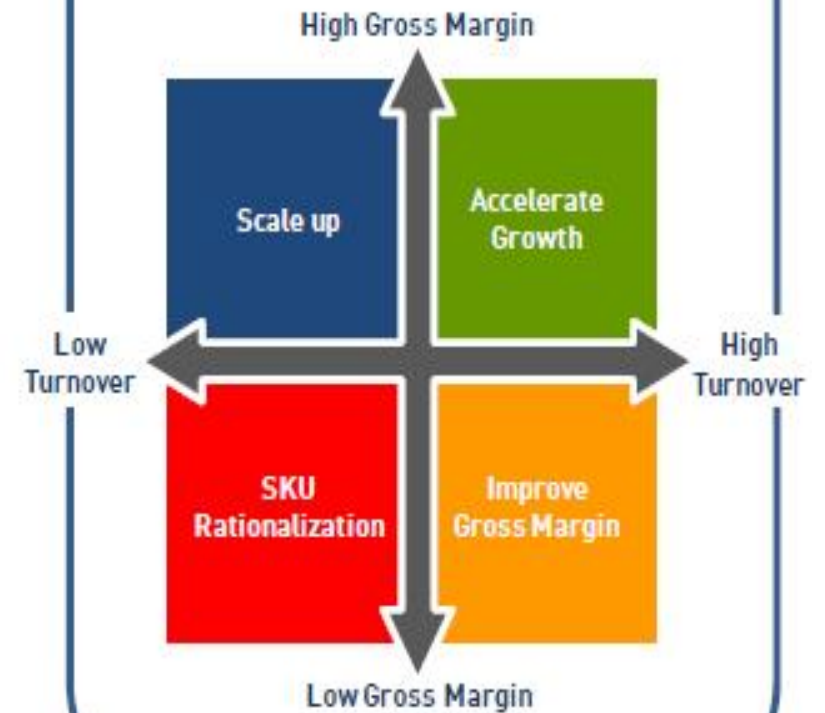 High Gross Margin
Scale up
Accelerate
Growth
Low
Turnover
High
Turnover
SKU
Rationalization
Improve
Gross Margin
Low Gross Margin